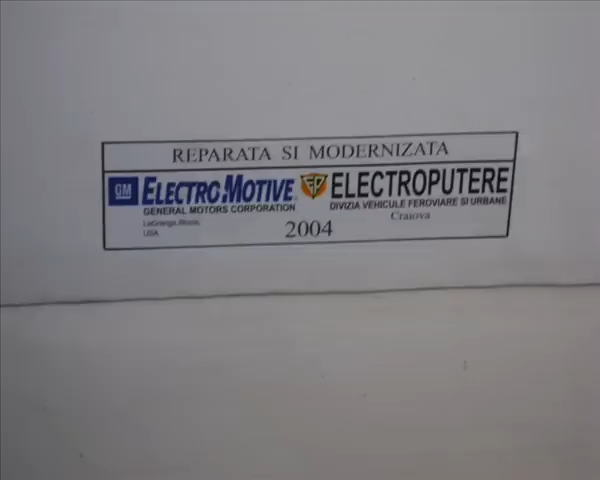 REPARATA SI MODERNIZATA
GM ELECTRO-MOTIVE EP ELECTROPUTERE
GENERAL MOTORS CORPORATION DIVIZIA VEHICULE FEROVIARE SI URBANE
LaGrange, Illinois, Craiova
USA 2004